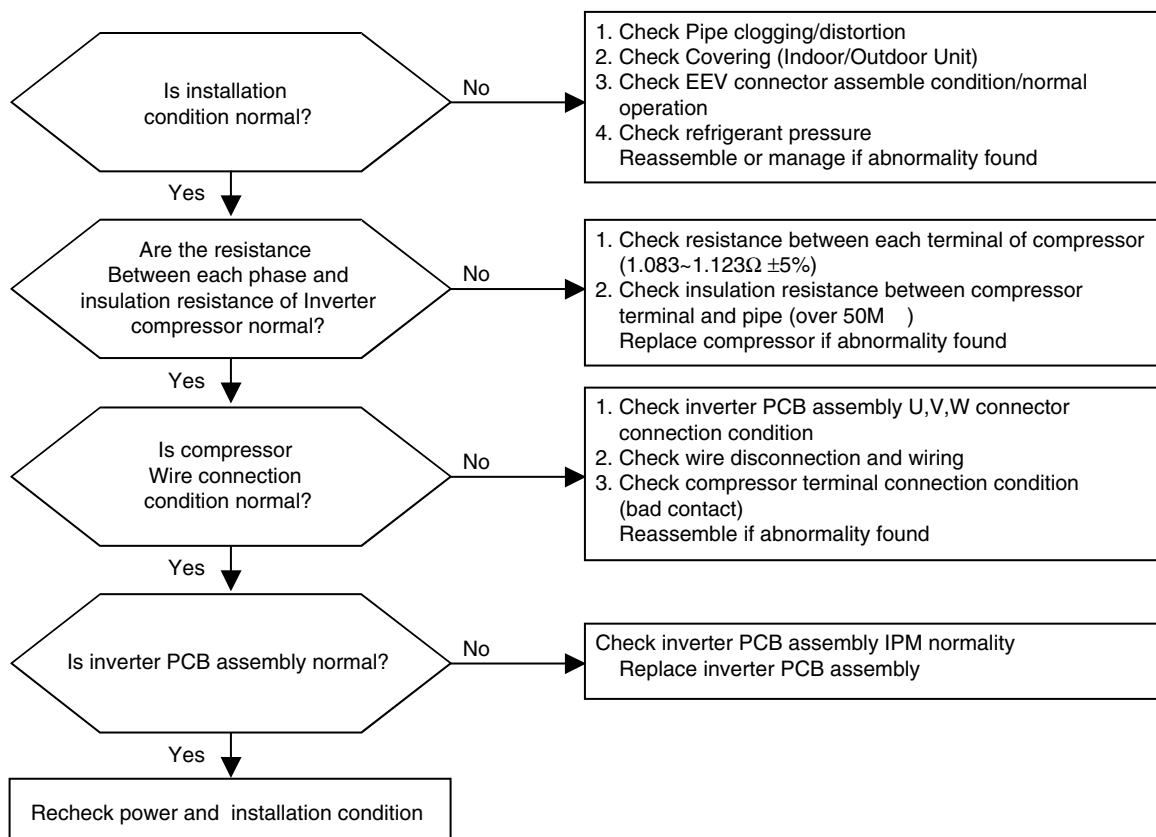 Is installation
condition normal?
No
1. Check Pipe clogging/distortion
2. Check Covering (Indoor/Outdoor Unit)
3. Check EEV connector assemble condition/normal
operation
4. Check refrigerant pressure
Reassemble or manage if abnormality found
Yes
Are the resistance
Between each phase and
insulation resistance of Inverter
compressor normal?
No
1. Check resistance between each terminal of compressor
(1.083~1.123Ω ±5%)
2. Check insulation resistance between compressor
terminal and pipe (over 50M )
Replace compressor if abnormality found
Yes
Is compressor
Wire connection
condition normal?
No
1. Check inverter PCB assembly U,V,W connector
connection condition
2. Check wire disconnection and wiring
3. Check compressor terminal connection condition
(bad contact)
Reassemble if abnormality found
Yes
Is inverter PCB assembly normal?
No
Check inverter PCB assembly IPM normality
Replace inverter PCB assembly
Yes
Recheck power and installation condition